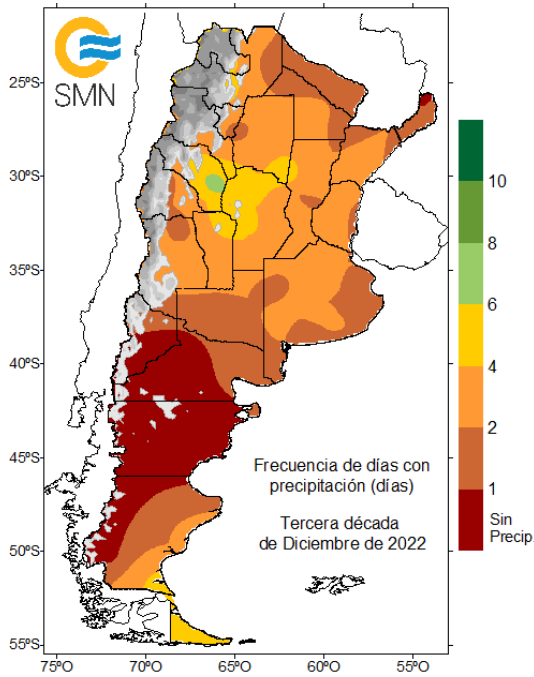 SMN
25ºS
30ºS
35ºS
40ºS
45ºS
50ºS
55ºS
75ºO
70ºO
65ºO
60ºO
55ºO
10
8
6
4
2
1
Sin
Precip.
Frecuencia de días con
precipitación (días)
Tercera década
de Diciembre de 2022